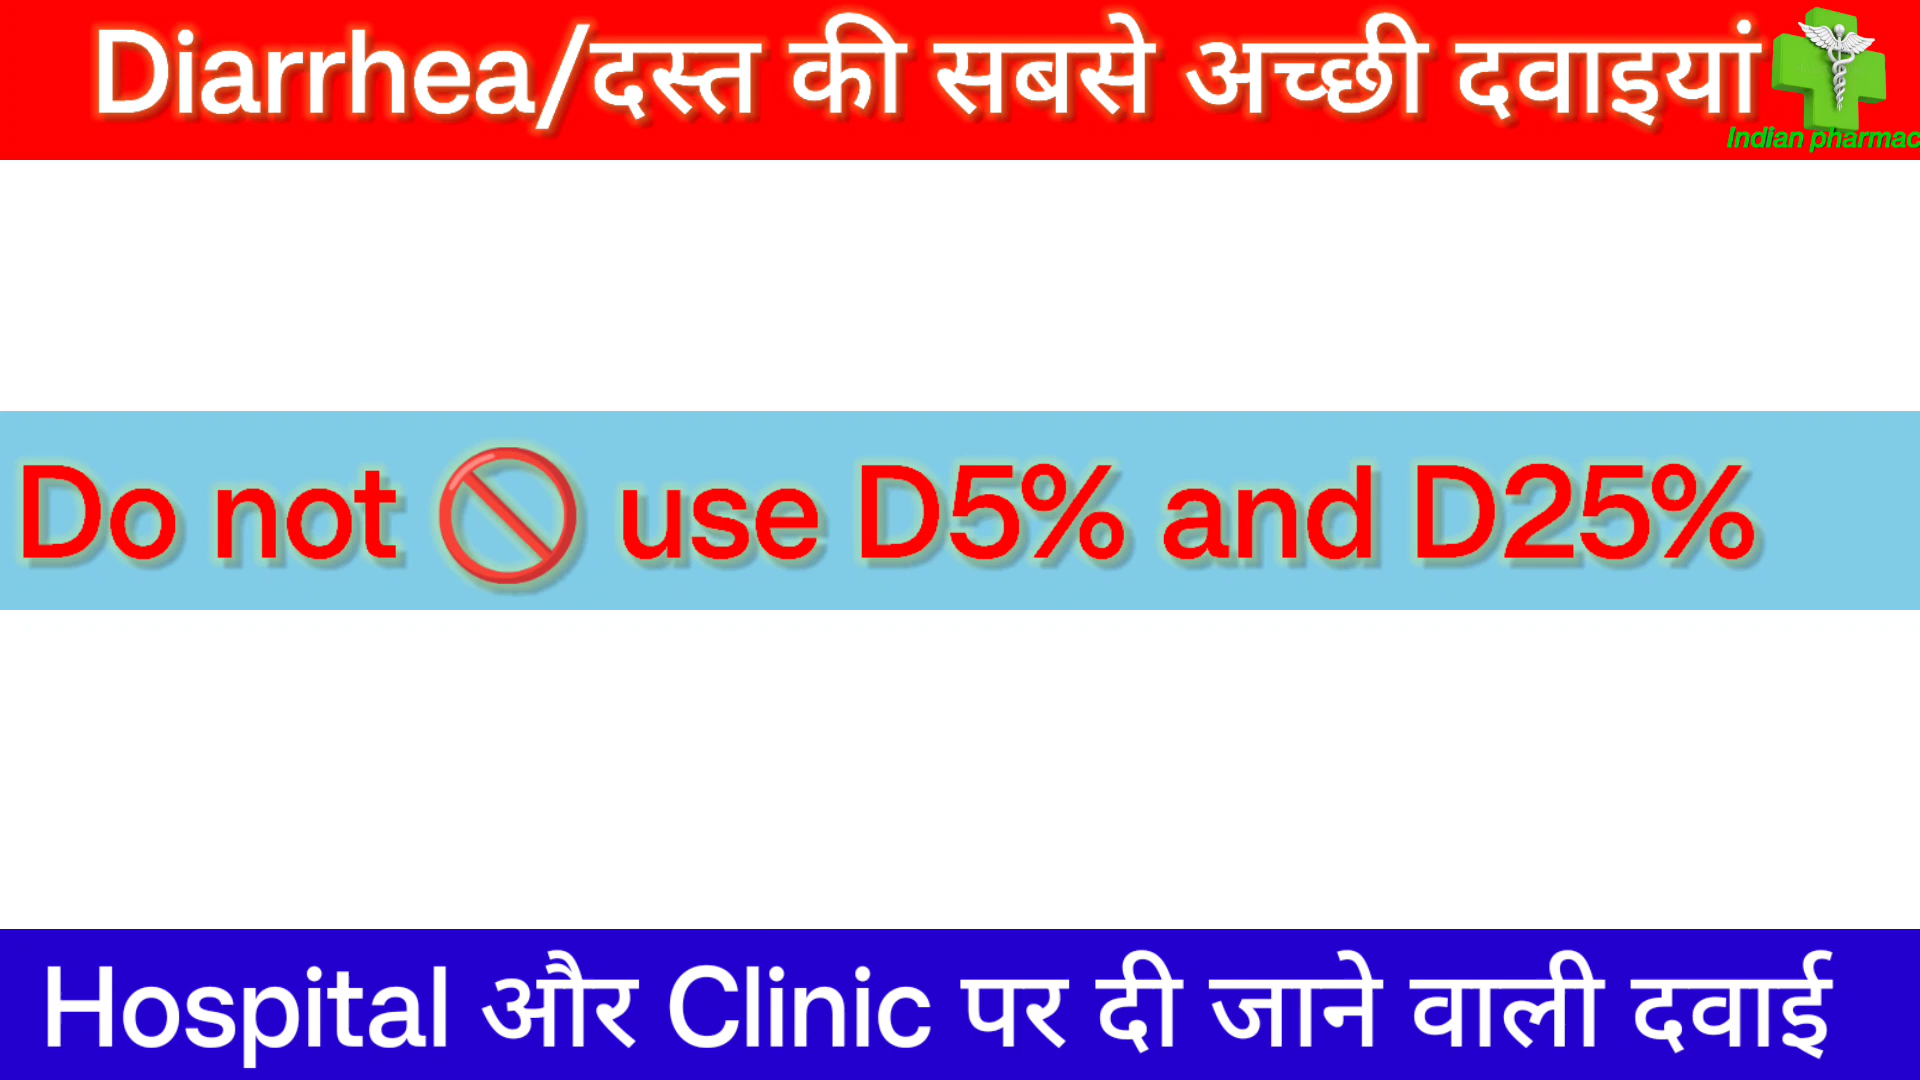 Diarrhea/दस्त की सबसे अच्छी दवाइयां
Indian pharmac
Do not 🚫 use D5% and D25%
Hospital और Clinic पर दी जाने वाली दवाई